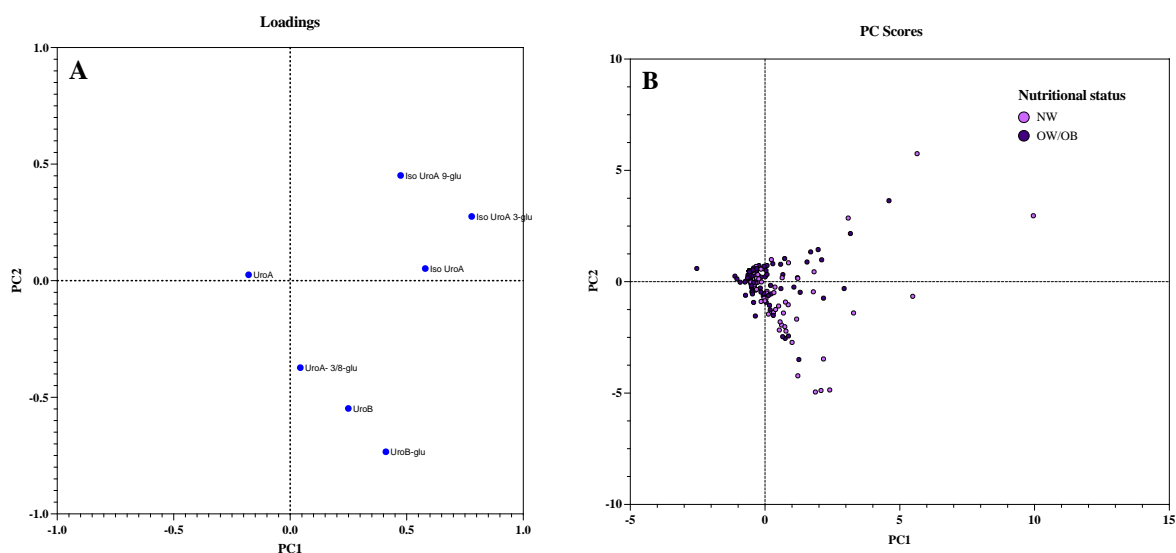 Loadings
A
1.0
0.5
0.0
-0.5
-1.0
PC2
Iso UroA 9-glu
Iso UroA 3-glu
Iso UroA
UroA
UroA- 3/8-glu
UroB
UroB-glu
-1.0 -0.5 0.0 0.5 1.0
PC1
PC Scores
B
10
5
0
-5
-10
PC2
Nutritional status
NW
OW/OB
-5 0 5 10 15
PC1